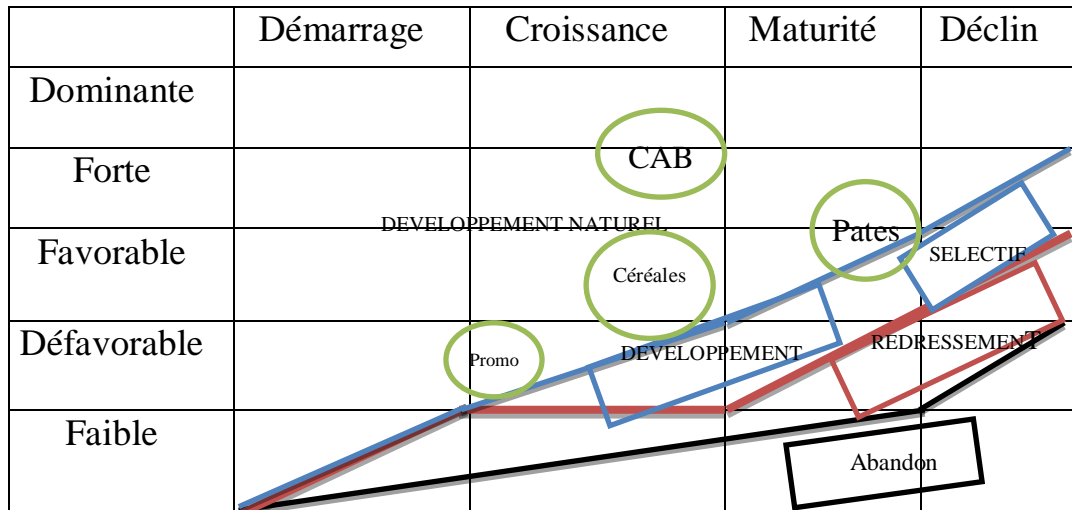 Démarrage Croissance Maturité Déclin
Dominante
CAB
Forte
DEVELOPPEMENT NATUREL
Pates
Favorable
SELECTIF
Céréales
Défavorable
REDRESSEMENT
DEVELOPPEMENT
Promo
Faible
Abandon